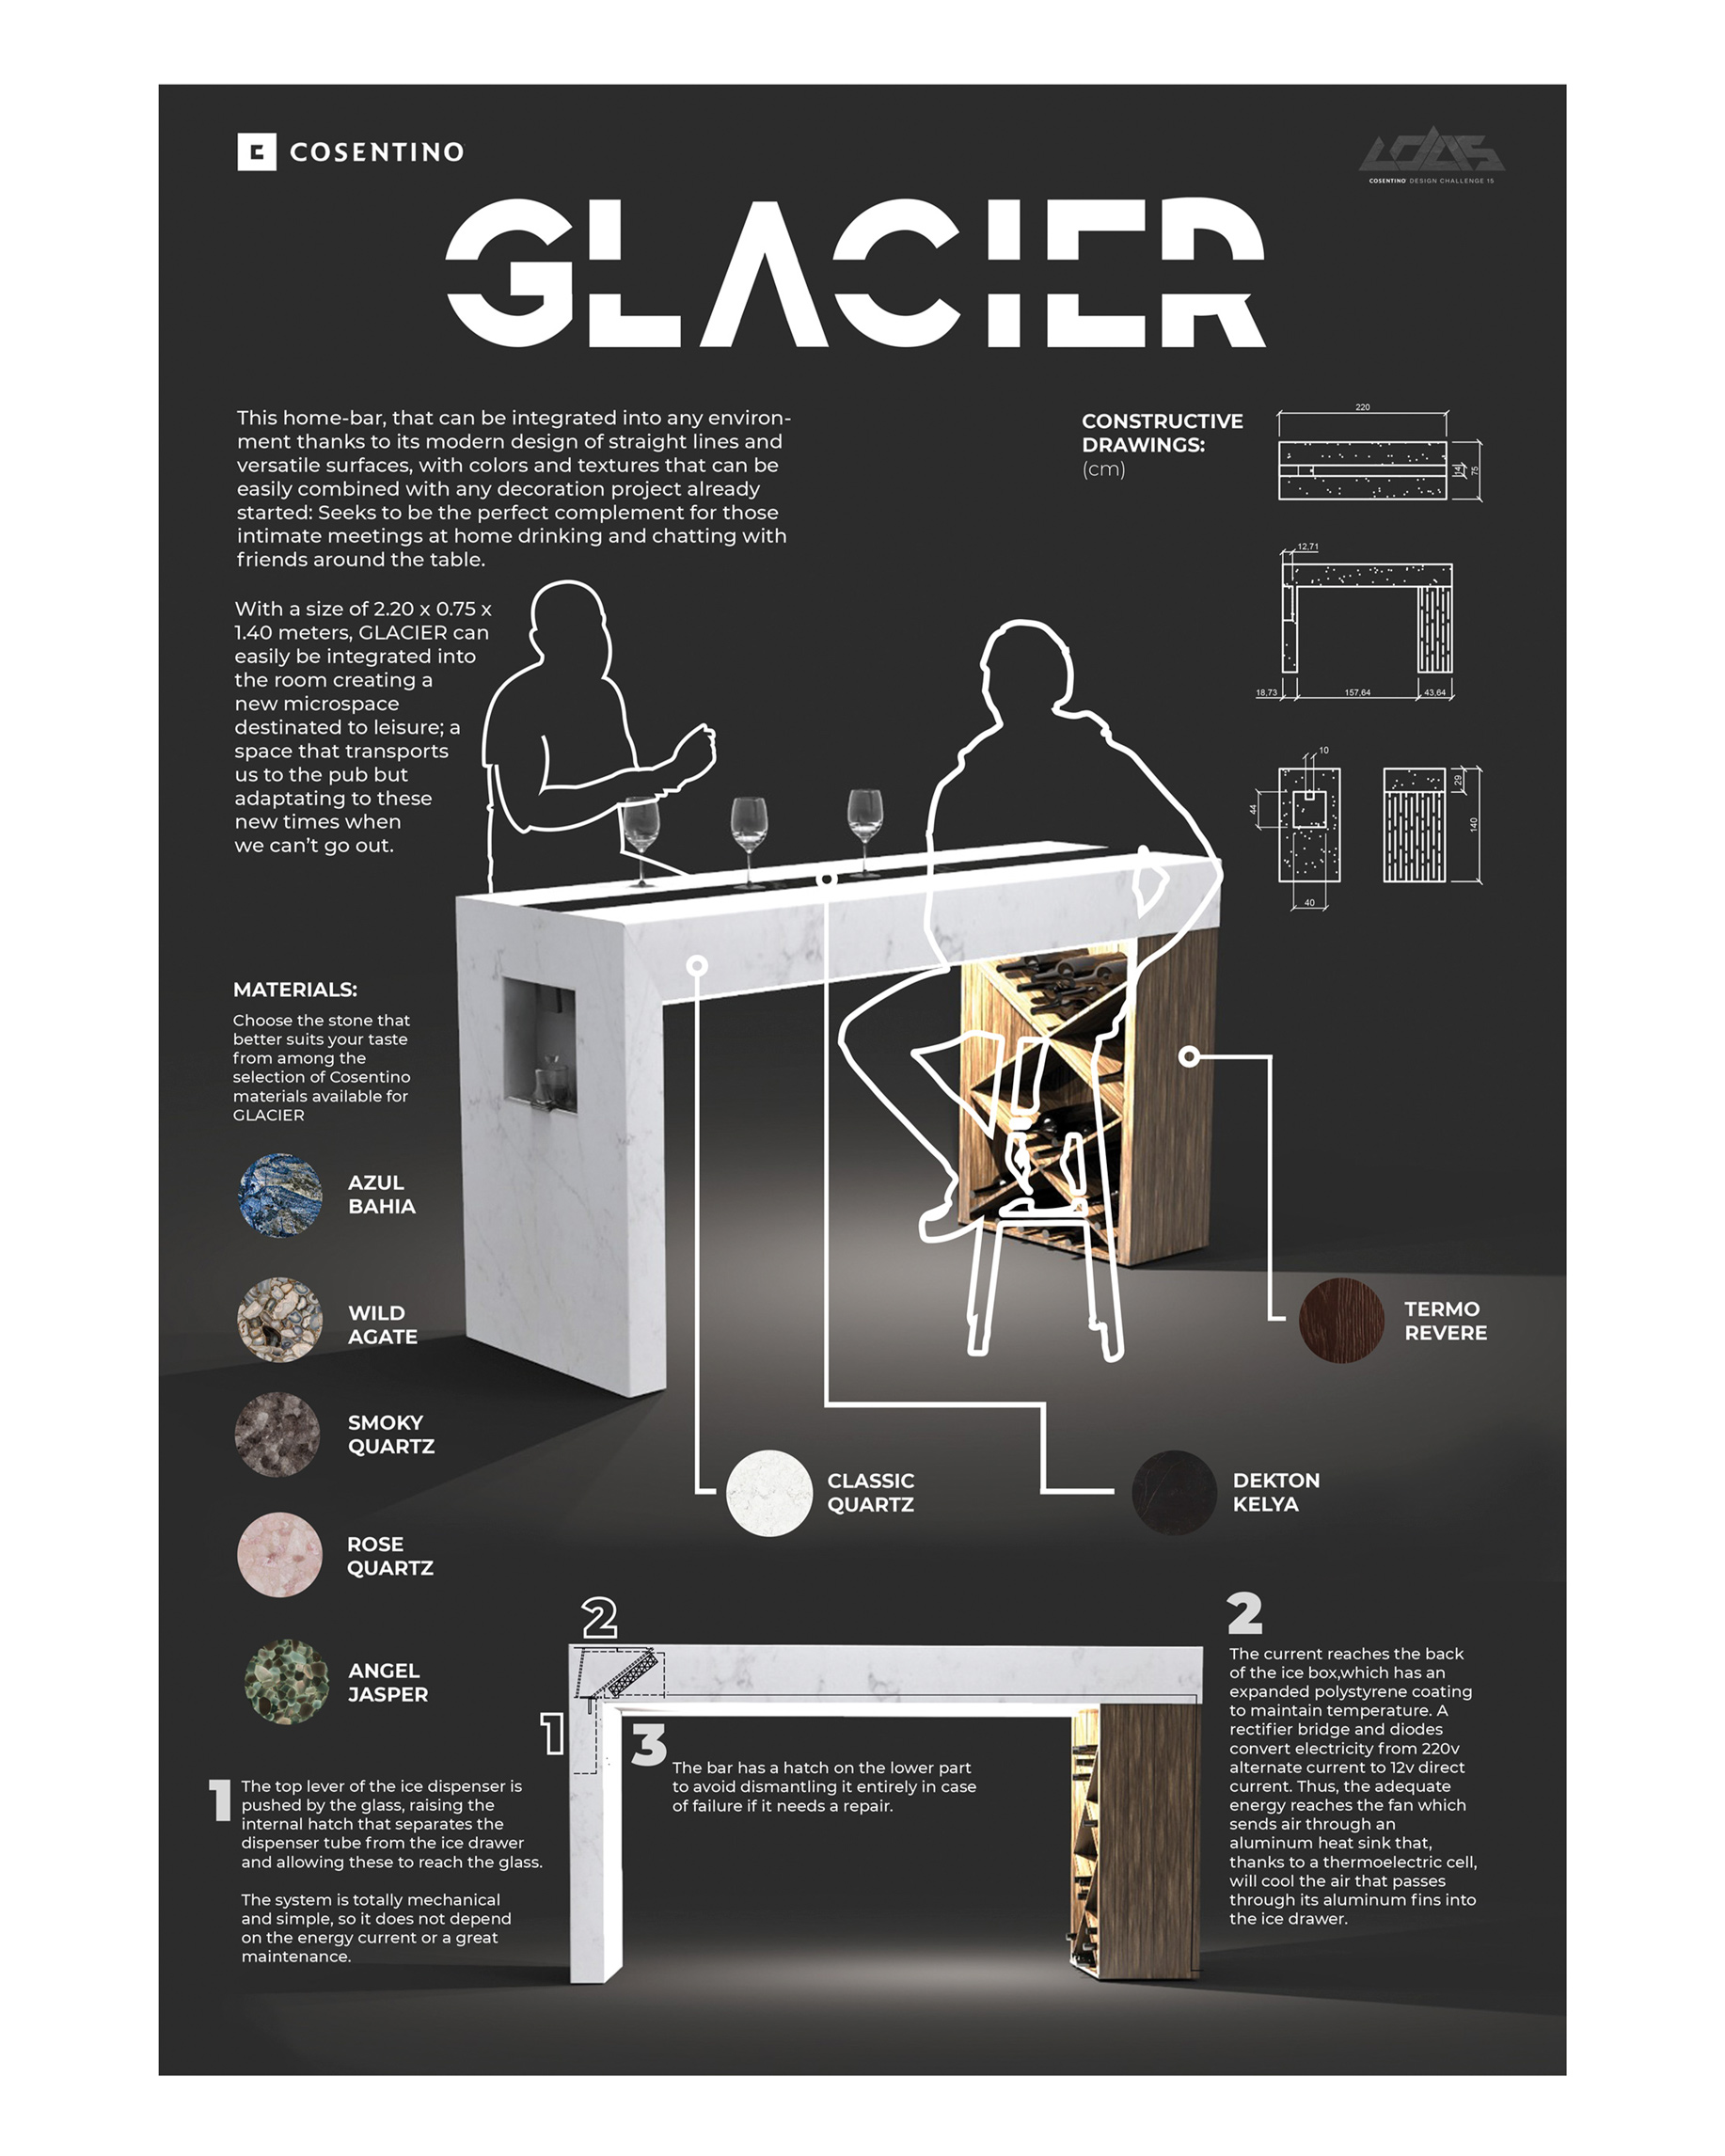 COSENTINO
LOAS
COSENTINO DESIGN CHALLENGE 15
GLACIER
This home-bar, that can be integrated into any environ-
ment thanks to its modern design of straight lines and
versatile surfaces, with colors and textures that can be
easily combined with any decoration project already
started: Seeks to be the perfect complement for those
intimate meetings at home drinking and chatting with
friends around the table.
With a size of 2.20 x 0.75 x
1.40 meters, GLACIER can
easily be integrated into
the room creating a
new microspace
destinated to leisure; a
space that transports
us to the pub but
adaptating to these
new times when
we can't go out.
CONSTRUCTIVE
DRAWINGS:
(cm)
220
14
75
12,71
18,73
157,64
43,64
10
44
40
29
140
MATERIALS:
Choose the stone that
better suits your taste
from among the
selection of Cosentino
materials available for
GLACIER
AZUL
BAHIA
WILD
AGATE
SMOKY
QUARTZ
ROSE
QUARTZ
ANGEL
JASPER
TERMO
REVERE
CLASSIC
QUARTZ
DEKTON
KELYA
2
1
1
The top lever of the ice dispenser is
pushed by the glass, raising the
internal hatch that separates the
dispenser tube from the ice drawer
and allowing these to reach the glass.
The system is totally mechanical
and simple, so it does not depend
on the energy current or a great
maintenance.
3
The bar has a hatch on the lower part
to avoid dismantling it entirely in case
of failure if it needs a repair.
2
The current reaches the back
of the ice box,which has an
expanded polystyrene coating
to maintain temperature. A
rectifier bridge and diodes
convert electricity from 220v
alternate current to 12v direct
current. Thus, the adequate
energy reaches the fan which
sends air through an
aluminum heat sink that,
thanks to a thermoelectric cell,
will cool the air that passes
through its aluminum fins into
the ice drawer.